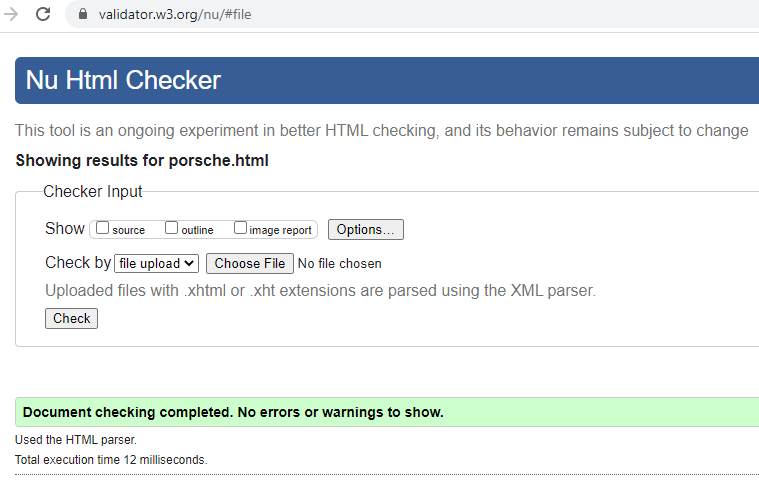 validator.w3.org/nu/#file
Nu Html Checker
This tool is an ongoing experiment in better HTML checking, and its behavior remains subject to change
Showing results for porsche.html
Checker Input
Show source outline image report Options...
Check by file upload Choose File No file chosen
Uploaded files with .xhtml or .xht extensions are parsed using the XML parser.
Check
Document checking completed. No errors or warnings to show.
Used the HTML parser.
Total execution time 12 milliseconds.